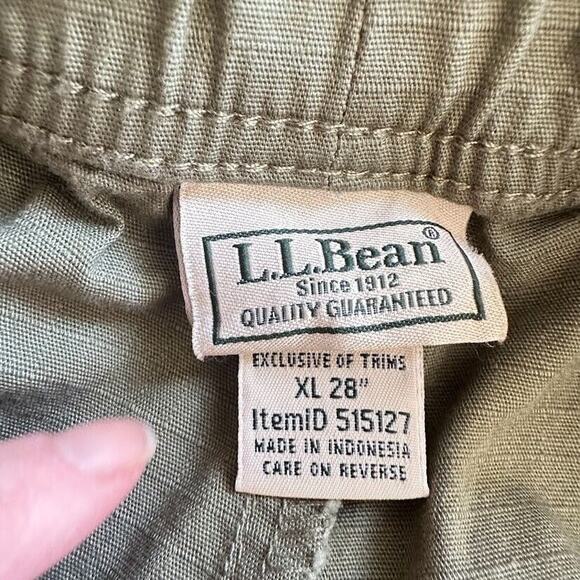 L.L.Bean®
Since 1912
QUALITY GUARANTEED
EXCLUSIVE OF TRIMS
XL 28"
ItemID 515127
MADE IN INDONESIA
CARE ON REVERSE